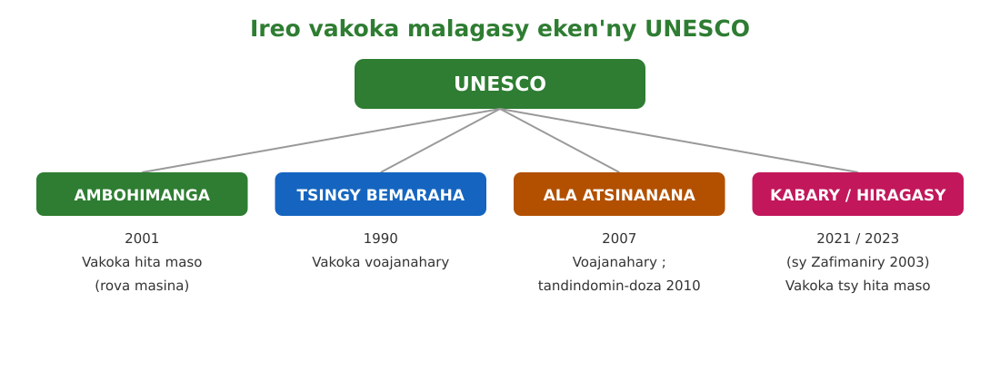 Ireo vakoka malagasy eken'ny UNESCO
UNESCO
AMBOHIMANGA
2001
Vakoka hita maso
(rova masina)
TSINGY BEMARAHA
1990
Vakoka voajanahary
ALA ATSINANANA
2007
Voajanahary ;
tandindomin-doza 2010
KABARY / HIRAGASY
2021 / 2023
(sy Zafimaniry 2003)
Vakoka tsy hita maso